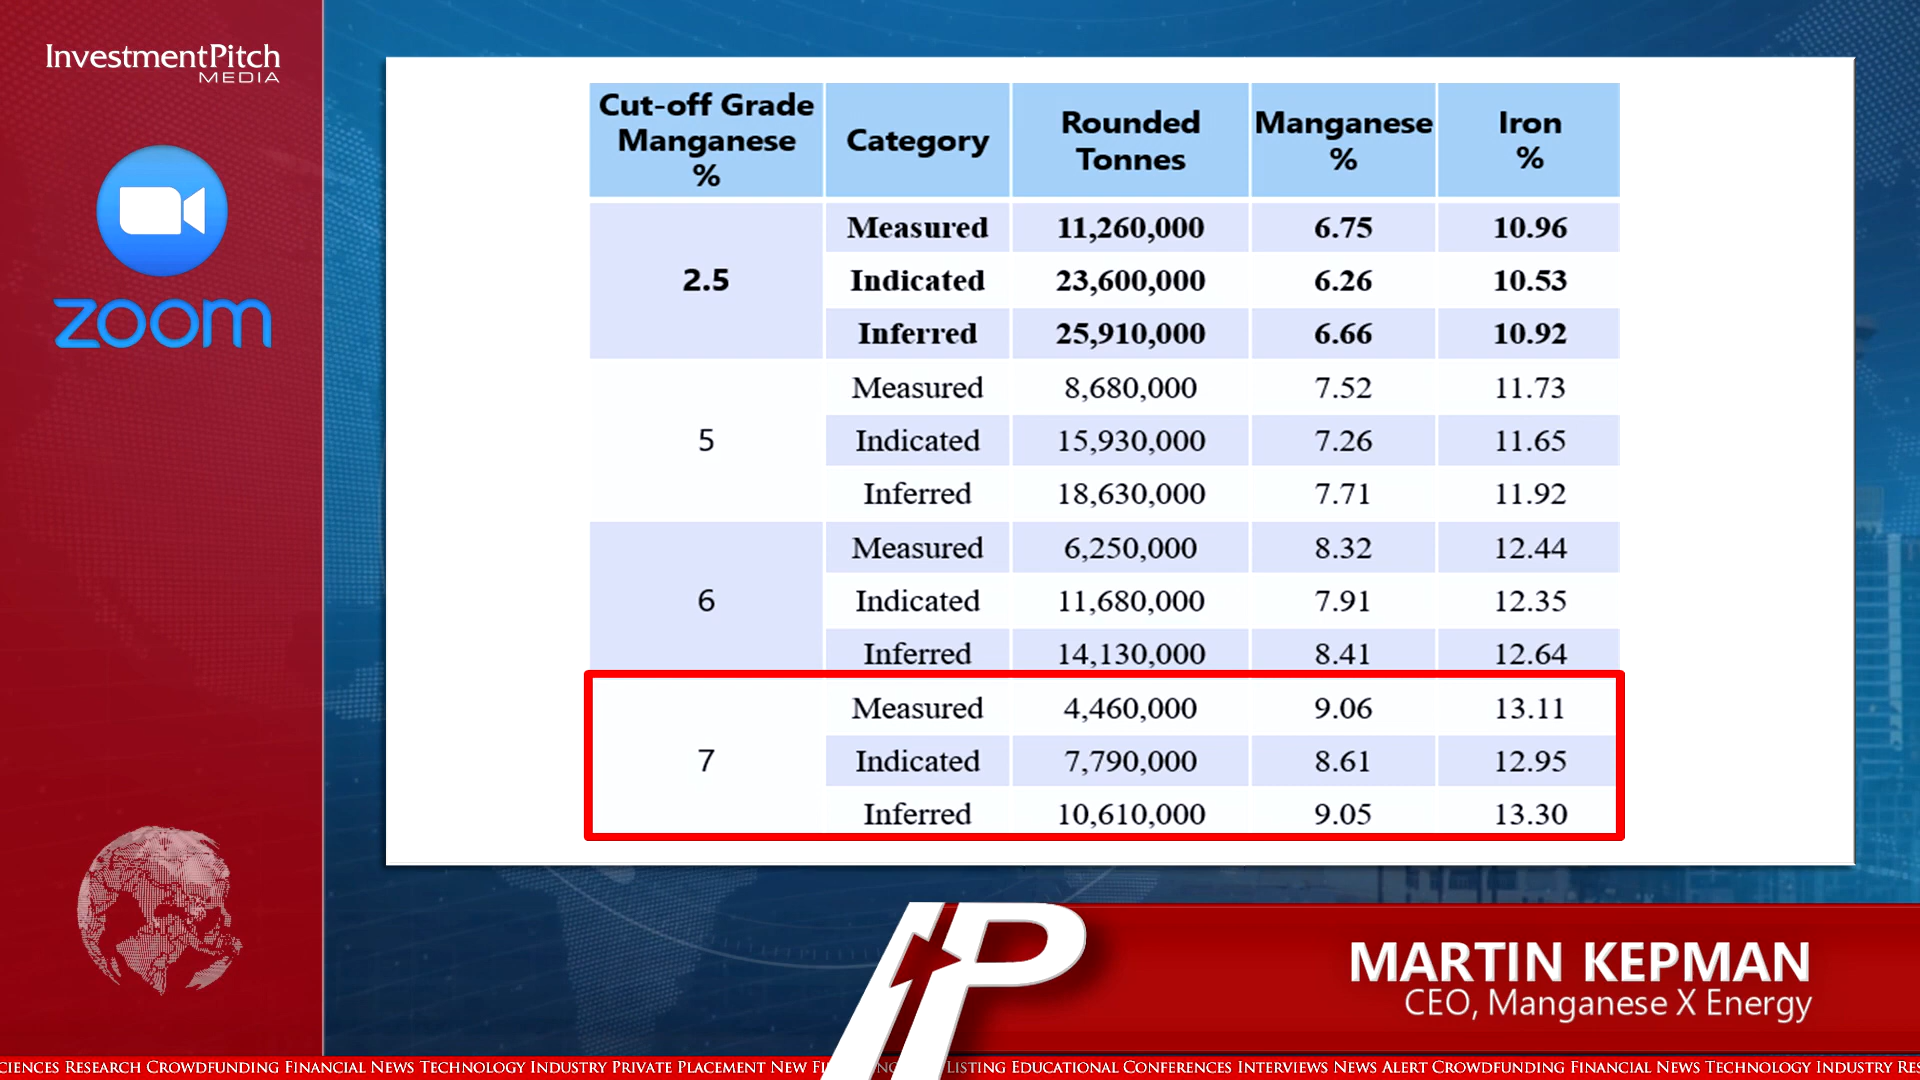 InvestmentPitch
MEDIA
zoom
Cut-off Grade Manganese % Category Rounded Tonnes Manganese % Iron %
2.5 Measured 11,260,000 6.75 10.96
Indicated 23,600,000 6.26 10.53
Inferred 25,910,000 6.66 10.92
5 Measured 8,680,000 7.52 11.73
Indicated 15,930,000 7.26 11.65
Inferred 18,630,000 7.71 11.92
6 Measured 6,250,000 8.32 12.44
Indicated 11,680,000 7.91 12.35
Inferred 14,130,000 8.41 12.64
7 Measured 4,460,000 9.06 13.11
Indicated 7,790,000 8.61 12.95
Inferred 10,610,000 9.05 13.30
IP
MARTIN KEPMAN
CEO, Manganese X Energy
RESEARCH CROWDFUNDING FINANCIAL NEWS TECHNOLOGY INDUSTRY PRIVATE PLACEMENT NEW LISTING EDUCATIONAL CONFERENCES INTERVIEWS NEWS ALERT CROWDFUNDING FINANCIAL NEWS TECHNOLOGY INDUSTRY